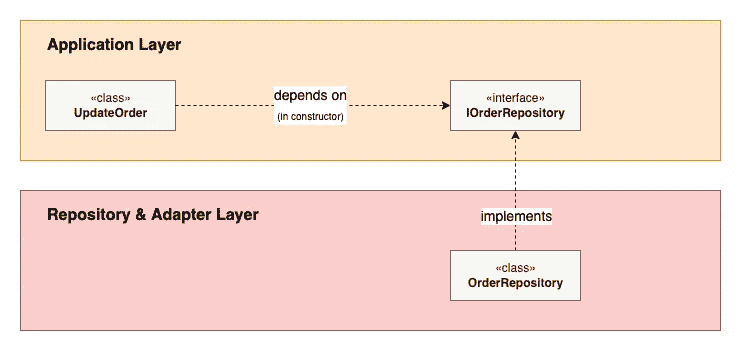 Application Layer
«class»
UpdateOrder
depends on
(in constructor)
«interface»
IOrderRepository
Repository & Adapter Layer
implements
«class»
OrderRepository